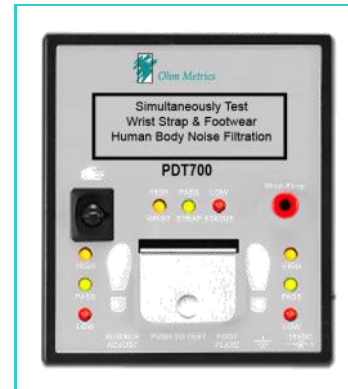 Ohm Metrics
Simultaneously Test
Wrist Strap & Footwear
Human Body Noise Filtration
PDT700
HIGH PASS LOW
WRIST STRAP STATUS
Wrist Strap
HIGH
HIGH
PASS
PASS
LOW
LOW
PUSH TO TEST
FOOT
PLATE